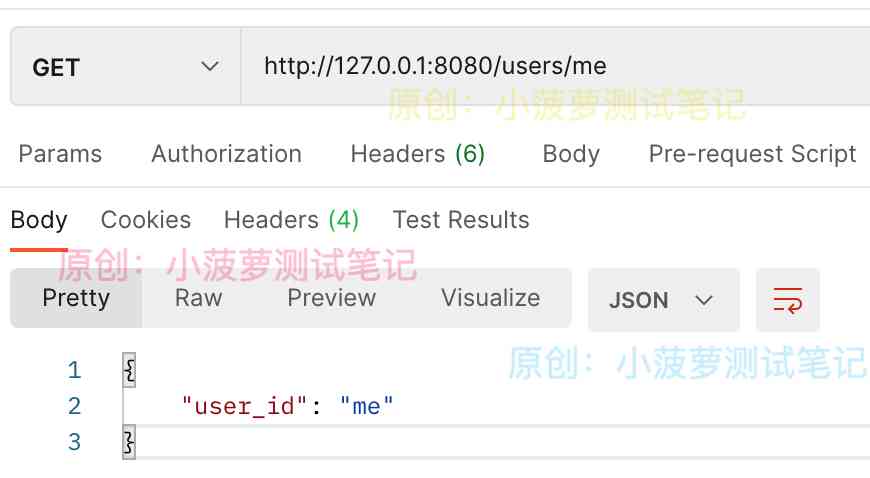 GET http://127.0.0.1:8080/users/me
原创：小菠萝测试笔记
Params Authorization Headers (6) Body Pre-request Script
Body Cookies Headers (4) Test Results
原创：小菠萝测试笔记
Pretty Raw Preview Visualize JSON
原创：小菠萝测试笔记
1 {
2 "user_id": "me"
3 }